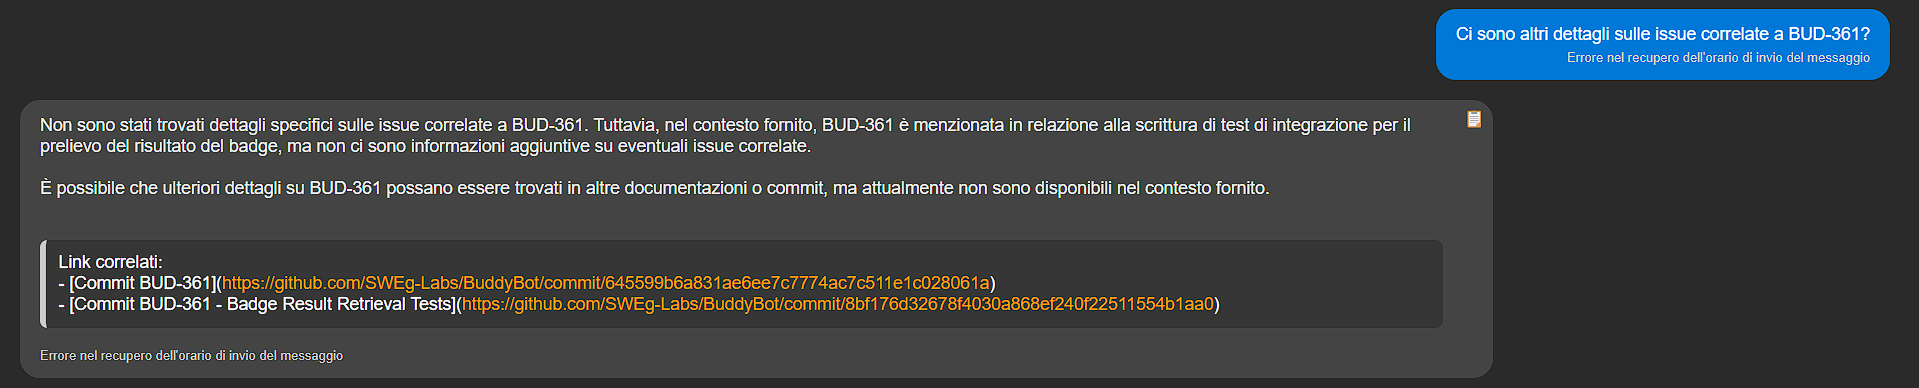 Ci sono altri dettagli sulle issue correlate a BUD-361?
Errore nel recupero dell'orario di invio del messaggio
Non sono stati trovati dettagli specifici sulle issue correlate a BUD-361. Tuttavia, nel contesto fornito, BUD-361 è menzionata in relazione alla scrittura di test di integrazione per il
prelievo del risultato del badge, ma non ci sono informazioni aggiuntive su eventuali issue correlate.
È possibile che ulteriori dettagli su BUD-361 possano essere trovati in altre documentazioni o commit, ma attualmente non sono disponibili nel contesto fornito.
Link correlati:
- [Commit BUD-361](https://github.com/SWEg-Labs/BuddyBot/commit/645599b6a831ae6ee7c7774ac7c511e1c028061a)
- [Commit BUD-361 - Badge Result Retrieval Tests](https://github.com/SWEg-Labs/BuddyBot/commit/8bf176d32678f4030a868ef240f22511554b1aa0)
Errore nel recupero dell'orario di invio del messaggio